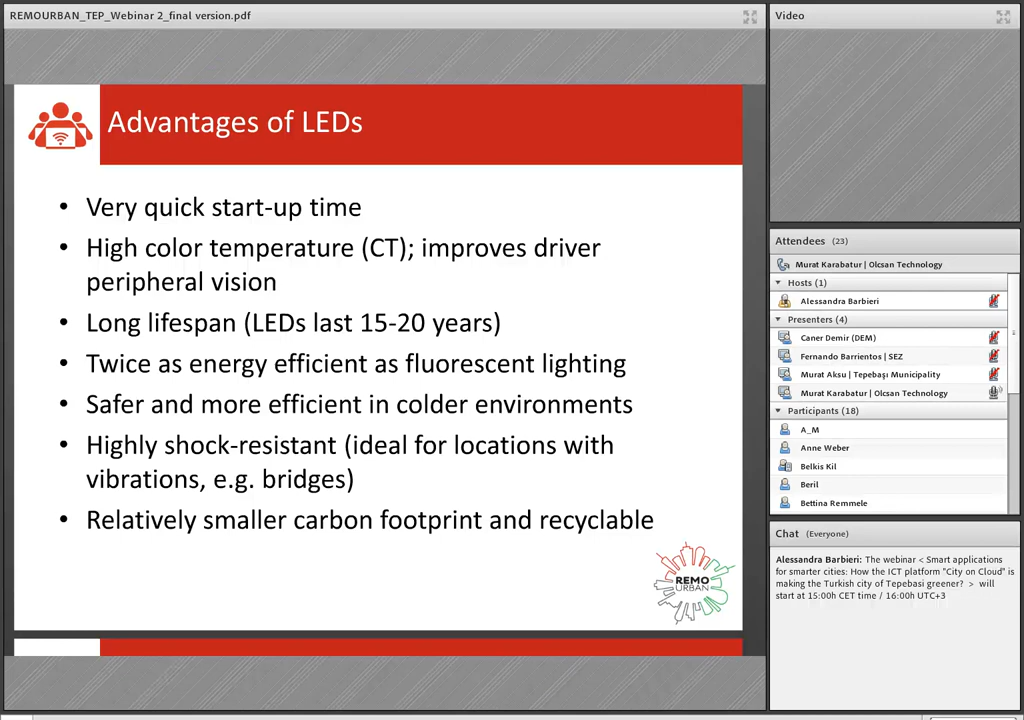 REMOURBAN_TEP_Webinar 2_final version.pdf
Advantages of LEDs
• Very quick start-up time
• High color temperature (CT); improves driver
peripheral vision
• Long lifespan (LEDs last 15-20 years)
• Twice as energy efficient as fluorescent lighting
• Safer and more efficient in colder environments
• Highly shock-resistant (ideal for locations with
vibrations, e.g. bridges)
• Relatively smaller carbon footprint and recyclable
REMO
URBAN
Video
Attendees (23)
Murat Karabatur | Olcsan Technology
Hosts (1)
Alessandra Barbieri
Presenters (4)
Caner Demir (DEM)
Fernando Barrientos | SEZ
Murat Aksu | Tepebaşı Municipality
Murat Karabatur | Olcsan Technology
Participants (18)
A_M
Anne Weber
Belkis Kil
Beril
Bettina Remmele
Chat (Everyone)
Alessandra Barbieri: The webinar < Smart applications
for smarter cities: How the ICT platform "City on Cloud" is
making the Turkish city of Tepebasi greener? > will
start at 15:00h CET time / 16:00h UTC+3